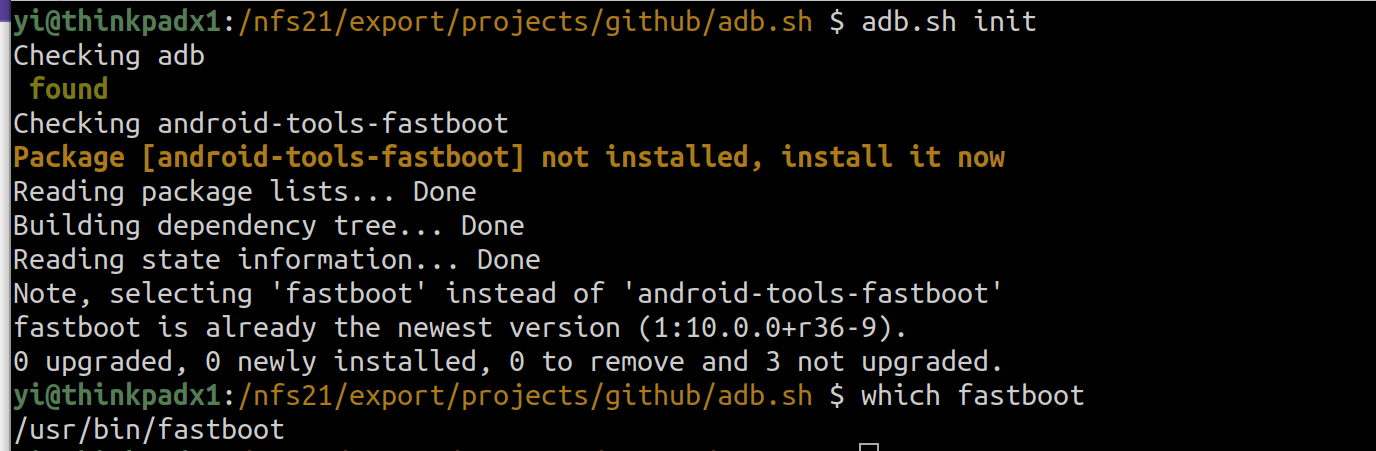 yi@thinkpadx1:/nfs21/export/projects/github/adb.sh $ adb.sh init
Checking adb
 found
Checking android-tools-fastboot
Package [android-tools-fastboot] not installed, install it now
Reading package lists... Done
Building dependency tree... Done
Reading state information... Done
Note, selecting 'fastboot' instead of 'android-tools-fastboot'
fastboot is already the newest version (1:10.0.0+r36-9).
0 upgraded, 0 newly installed, 0 to remove and 3 not upgraded.
yi@thinkpadx1:/nfs21/export/projects/github/adb.sh $ which fastboot
/usr/bin/fastboot